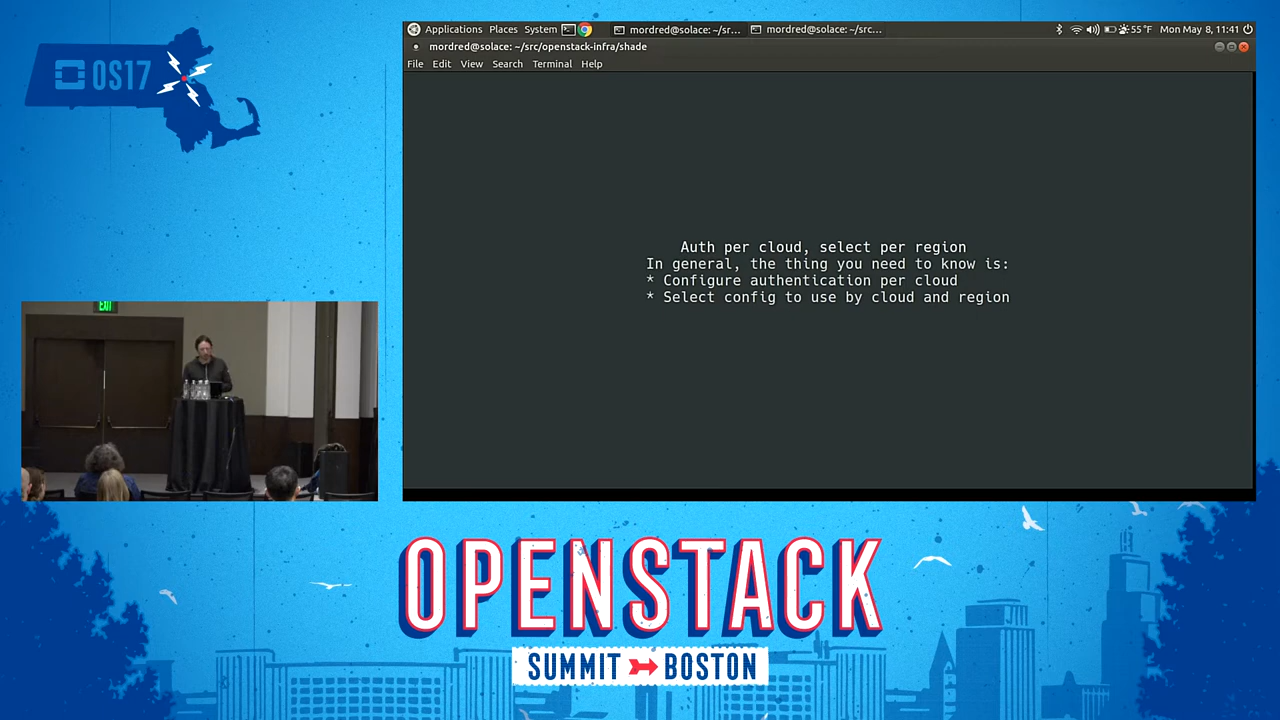 OS17
Applications Places System mordred@solace: ~/sr... mordred@solace: ~/src... 55 °F Mon May 8, 11:41
mordred@solace: ~/src/openstack-infra/shade
File Edit View Search Terminal Help
Auth per cloud, select per region
In general, the thing you need to know is:
* Configure authentication per cloud
* Select config to use by cloud and region
EXIT
OPENSTACK
SUMMIT BOSTON